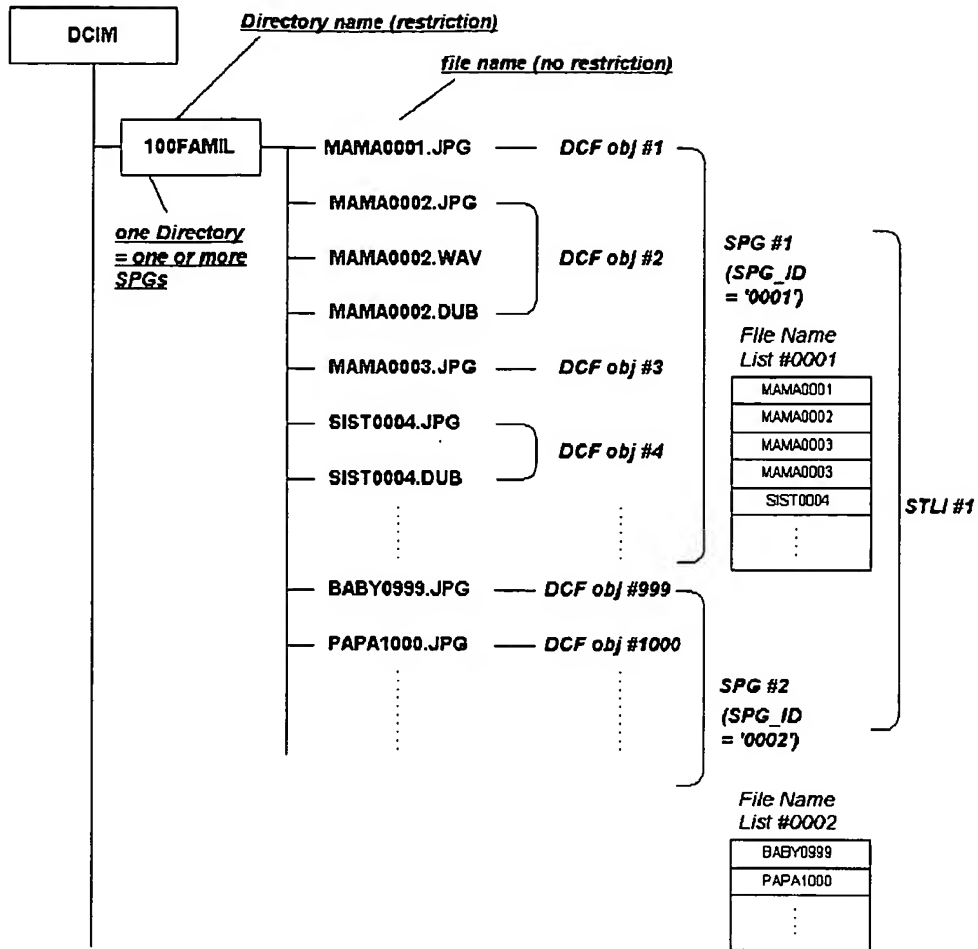 DCIM
Directory name (restriction)
file name (no restriction)
100FAMIL
one Directory
= one or more
SPGs
MAMA0001.JPG
DCF obj #1
MAMA0002.JPG
MAMA0002.WAV
DCF obj #2
MAMA0002.DUB
MAMA0003.JPG
DCF obj #3
SIST0004.JPG
DCF obj #4
SIST0004.DUB
BABY0999.JPG
DCF obj #999
PAPA1000.JPG
DCF obj #1000
SPG #1
(SPG_ID
= '0001')
File Name
List #0001
MAMA0001
MAMA0002
MAMA0003
MAMA0003
SIST0004
STLI #1
SPG #2
(SPG_ID
= '0002')
File Name
List #0002
BABY0999
PAPA1000